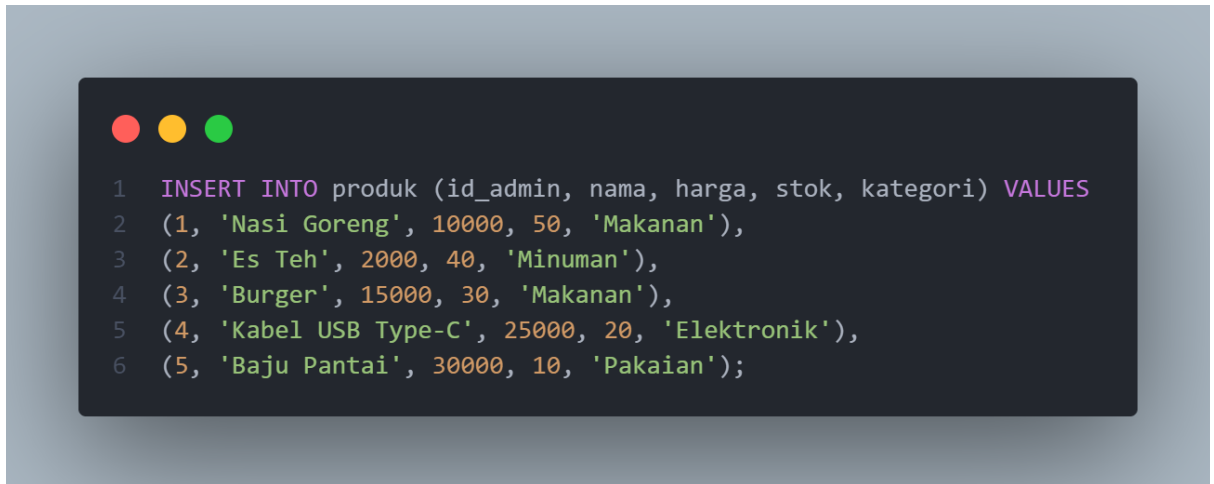 1 INSERT INTO produk (id_admin, nama, harga, stok, kategori) VALUES
2 (1, 'Nasi Goreng', 10000, 50, 'Makanan'),
3 (2, 'Es Teh', 2000, 40, 'Minuman'),
4 (3, 'Burger', 15000, 30, 'Makanan'),
5 (4, 'Kabel USB Type-C', 25000, 20, 'Elektronik'),
6 (5, 'Baju Pantai', 30000, 10, 'Pakaian');